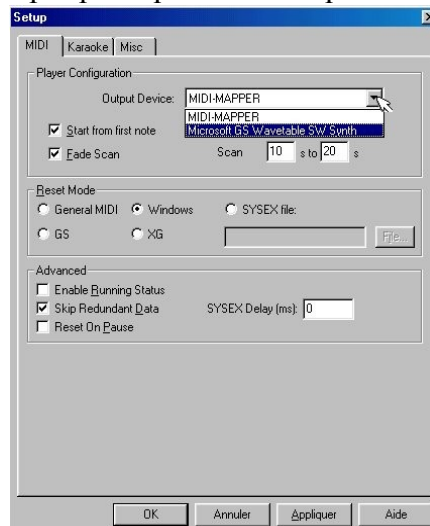 Setup
MIDI Karaoke Misc
Player Configuration
Output Device: MIDI-MAPPER
MIDI-MAPPER
Microsoft GS Wavetable SW Synth
Start from first note
Fade Scan Scan 10 s to 20 s
Reset Mode
General MIDI Windows SYSEX file:
GS XG File...
Advanced
Enable Running Status
Skip Redundant Data SYSEX Delay (ms): 0
Reset On Pause
OK Annuler Appliquer Aide